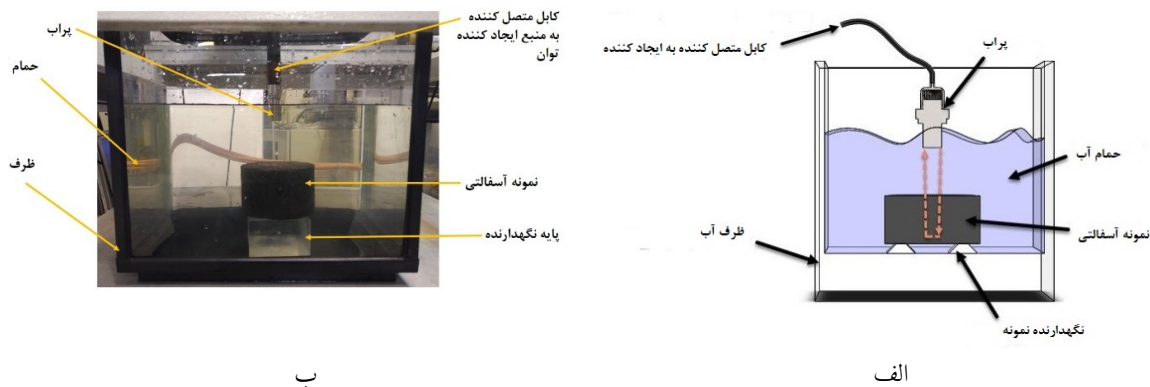 کابل متصل کننده به ایجاد کننده
پراب
حمام آب
ظرف آب
نمونه آسفالتی
نگهدارنده نمونه
الف
کابل متصل کننده
به منبع ایجاد کننده
توان
پراب
حمام
ظرف
نمونه آسفالتی
پایه نگهدارنده
ب